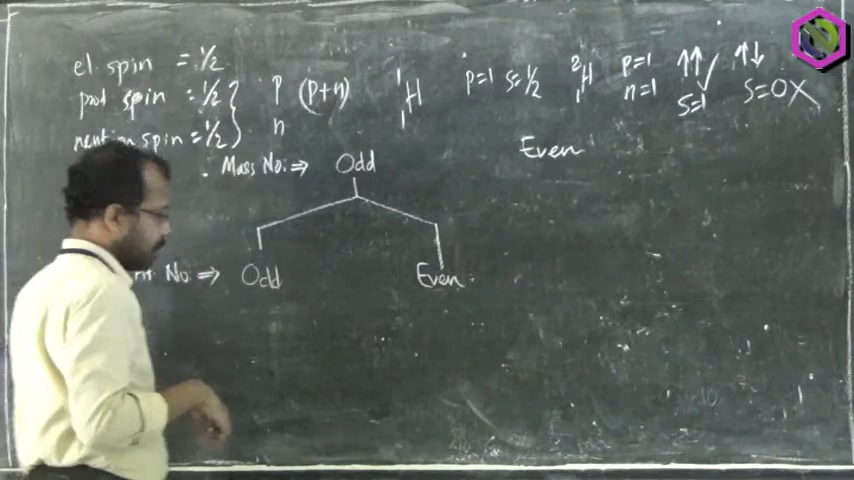 el. spin = 1/2
prot spin = 1/2 } P (P+n) ¹₁H P=1 S=1/2 ²₁H P=1 n=1 ↑↑ ✓ S=1 ↑↓ S=0 X
neutron spin = 1/2 } n
Even
. Mass No: ⇒ Odd
No: ⇒ Odd Even